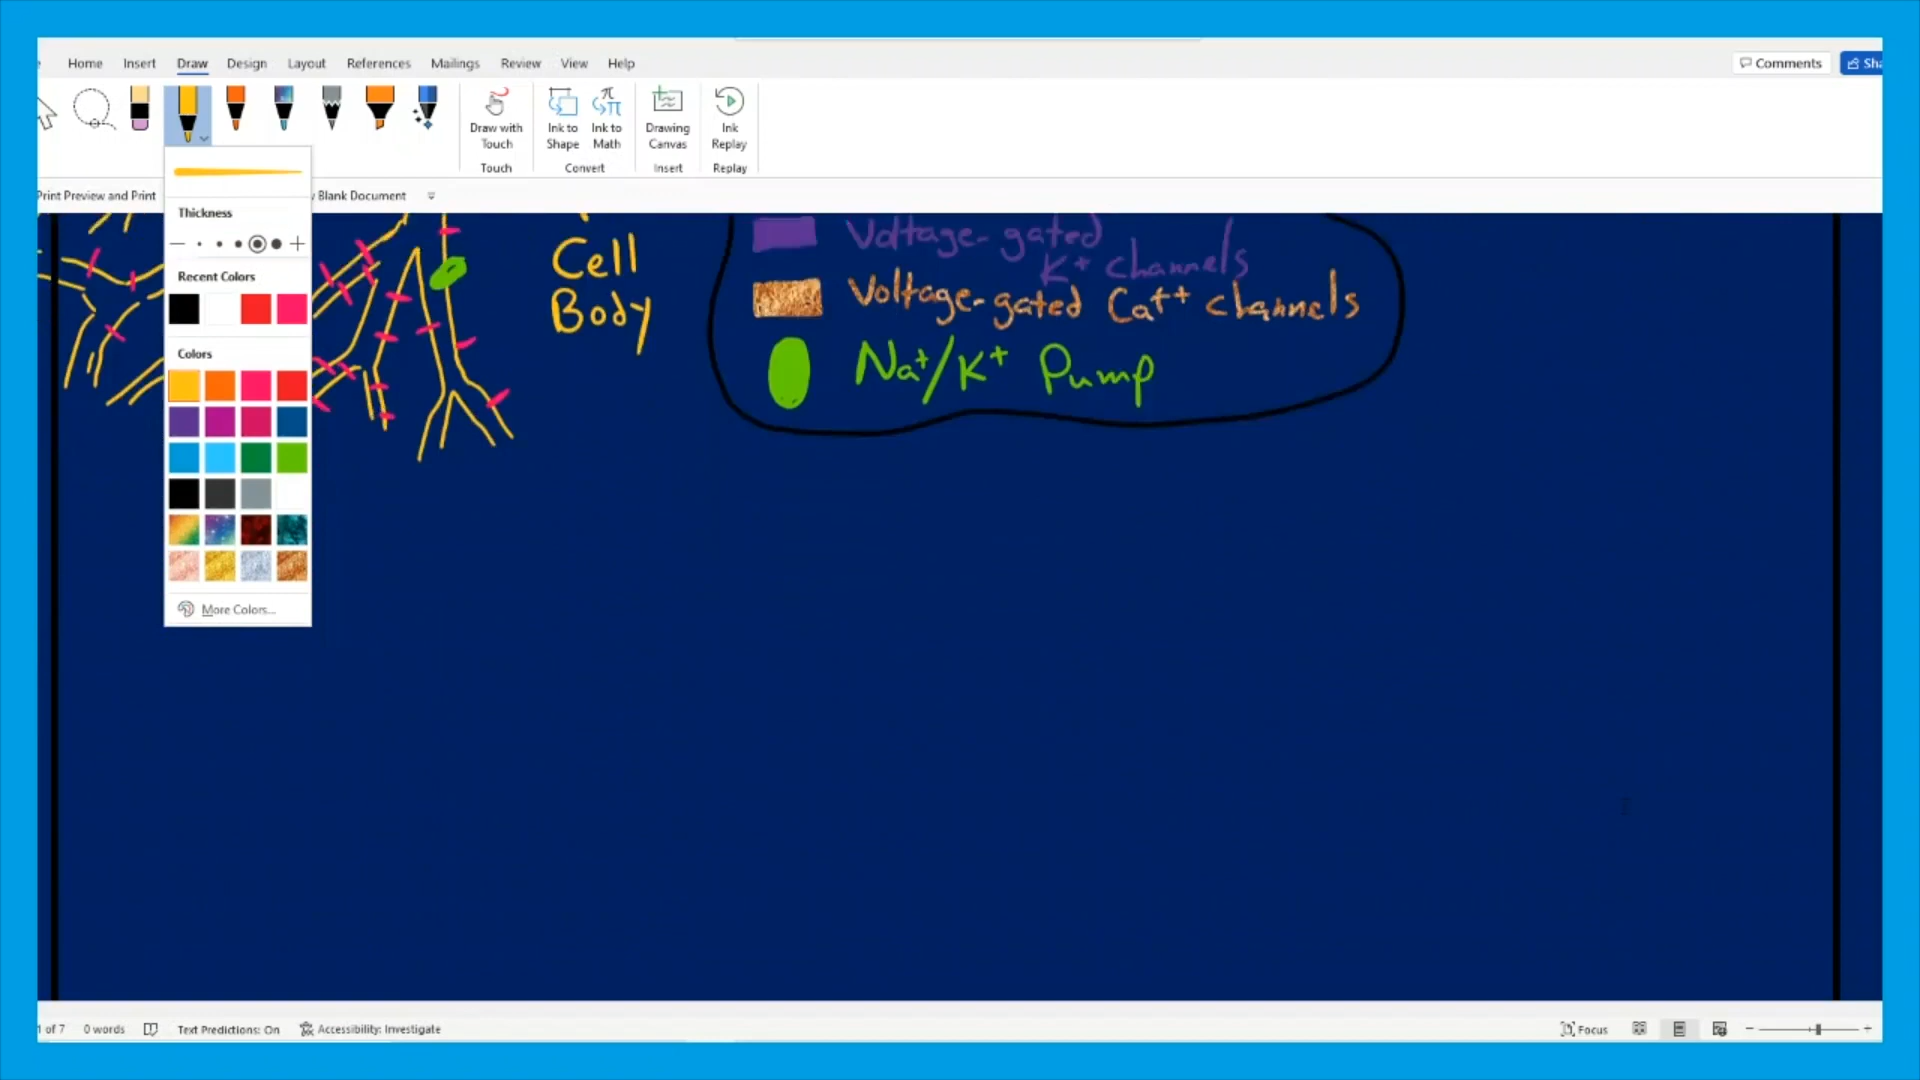 Home Insert Draw Design Layout References Mailings Review View Help Comments Sha
Draw with Touch
Ink to Shape
Ink to Math
Drawing Canvas
Ink Replay
Touch Convert Insert Replay
Print Preview and Print
Blank Document
Thickness
Recent Colors
Colors
More Colors...
Cell
Body
Voltage-gated
K+ channels
Voltage-gated Ca++ channels
Na+/K+ Pump
1 of 7 0 words Text Predictions: On Accessibility: Investigate Focus